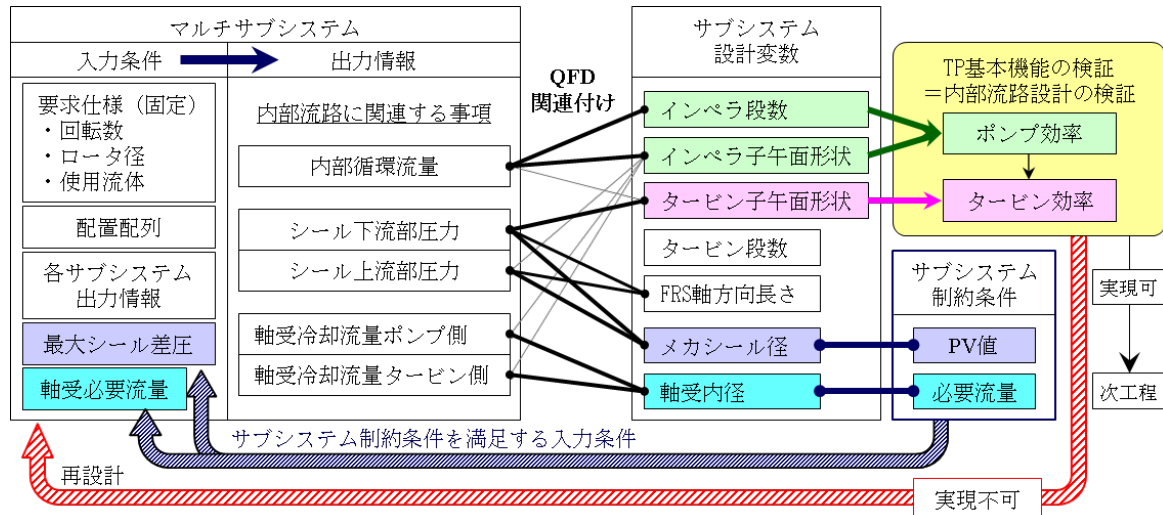 マルチサブシステム
入力条件
出力情報
要求仕様（固定）
・回転数
・ロータ径
・使用流体
配置配列
各サブシステム
出力情報
最大シール差圧
軸受必要流量
内部流路に関連する事項
内部循環流量
シール下流部圧力
シール上流部圧力
軸受冷却流量ポンプ側
軸受冷却流量タービン側
QFD
関連付け
サブシステム
設計変数
インペラ段数
インペラ子午面形状
タービン子午面形状
タービン段数
FRS軸方向長さ
メカシール径
軸受内径
TP基本機能の検証
＝内部流路設計の検証
ポンプ効率
タービン効率
サブシステム
制約条件
PV値
必要流量
実現可
次工程
サブシステム制約条件を満足する入力条件
再設計
実現不可